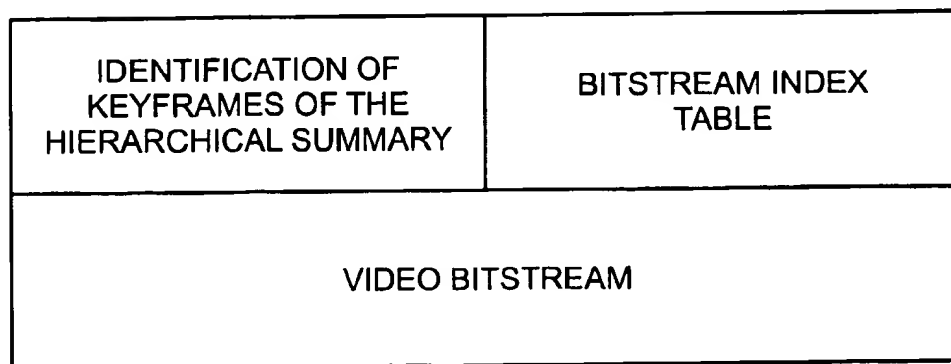 IDENTIFICATION OF
KEYFRAMES OF THE
HIERARCHICAL SUMMARY
BITSTREAM INDEX
TABLE
VIDEO BITSTREAM